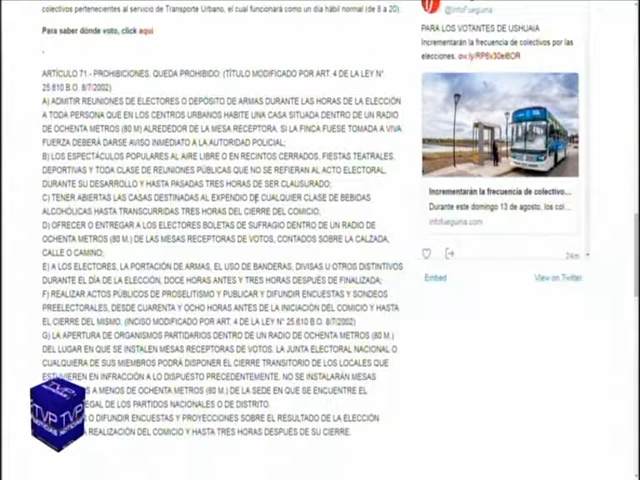 colectivos pertenecientes al servicio de Transporte Urbano, el cual funcionará como un día hábil normal (de 8 a 20).
Para saber dónde voto, click aquí
.
ARTÍCULO 71.- PROHIBICIONES. QUEDA PROHIBIDO: (TÍTULO MODIFICADO POR ART. 4 DE LA LEY N°
25.610 B.O. 8/7/2002)
A) ADMITIR REUNIONES DE ELECTORES O DEPÓSITO DE ARMAS DURANTE LAS HORAS DE LA ELECCIÓN
A TODA PERSONA QUE EN LOS CENTROS URBANOS HABITE UNA CASA SITUADA DENTRO DE UN RADIO
DE OCHENTA METROS (80 M) ALREDEDOR DE LA MESA RECEPTORA. SI LA FINCA FUESE TOMADA A VIVA
FUERZA DEBERÁ DARSE AVISO INMEDIATO A LA AUTORIDAD POLICIAL;
B) LOS ESPECTÁCULOS POPULARES AL AIRE LIBRE O EN RECINTOS CERRADOS, FIESTAS TEATRALES,
DEPORTIVAS Y TODA CLASE DE REUNIONES PÚBLICAS QUE NO SE REFIERAN AL ACTO ELECTORAL,
DURANTE SU DESARROLLO Y HASTA PASADAS TRES HORAS DE SER CLAUSURADO;
C) TENER ABIERTAS LAS CASAS DESTINADAS AL EXPENDIO DE CUALQUIER CLASE DE BEBIDAS
ALCOHÓLICAS HASTA TRANSCURRIDAS TRES HORAS DEL CIERRE DEL COMICIO;
D) OFRECER O ENTREGAR A LOS ELECTORES BOLETAS DE SUFRAGIO DENTRO DE UN RADIO DE
OCHENTA METROS (80 M.) DE LAS MESAS RECEPTORAS DE VOTOS, CONTADOS SOBRE LA CALZADA,
CALLE O CAMINO;
E) A LOS ELECTORES, LA PORTACIÓN DE ARMAS, EL USO DE BANDERAS, DIVISAS U OTROS DISTINTIVOS
DURANTE EL DÍA DE LA ELECCIÓN, DOCE HORAS ANTES Y TRES HORAS DESPUÉS DE FINALIZADA;
F) REALIZAR ACTOS PÚBLICOS DE PROSELITISMO Y PUBLICAR Y DIFUNDIR ENCUESTAS Y SONDEOS
PREELECTORALES, DESDE CUARENTA Y OCHO HORAS ANTES DE LA INICIACIÓN DEL COMICIO Y HASTA
EL CIERRE DEL MISMO. (INCISO MODIFICADO POR ART. 4 DE LA LEY N° 25.610 B.O. 8/7/2002)
G) LA APERTURA DE ORGANISMOS PARTIDARIOS DENTRO DE UN RADIO DE OCHENTA METROS (80 M.)
DEL LUGAR EN QUE SE INSTALEN MESAS RECEPTORAS DE VOTOS. LA JUNTA ELECTORAL NACIONAL O
CUALQUIERA DE SUS MIEMBROS PODRÁ DISPONER EL CIERRE TRANSITORIO DE LOS LOCALES QUE
ESTUVIEREN EN INFRACCIÓN A LO DISPUESTO PRECEDENTEMENTE. NO SE INSTALARÁN MESAS
A MENOS DE OCHENTA METROS (80 M.) DE LA SEDE EN QUE SE ENCUENTRE EL
LEGAL DE LOS PARTIDOS NACIONALES O DE DISTRITO.
O DIFUNDIR ENCUESTAS Y PROYECCIONES SOBRE EL RESULTADO DE LA ELECCIÓN
REALIZACIÓN DEL COMICIO Y HASTA TRES HORAS DESPUÉS DE SU CIERRE.
TVP
TVP TVP
NOTICIAS NOTICIAS
@InfoFueguina
PARA LOS VOTANTES DE USHUAIA
Incrementarán la frecuencia de colectivos por las
elecciones.
Incrementarán la frecuencia de colectivo...
Durante este domingo 13 de agosto, los col...
infofueguina.com
24m
Embed
View on Twitter